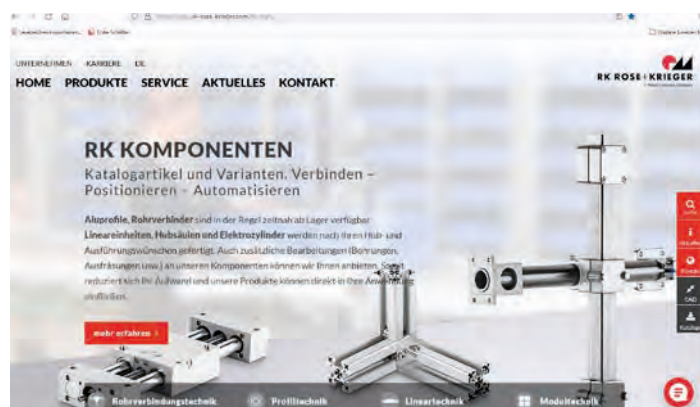 UNTERNEHMEN KARRIERE DE
HOME PRODUKTE SERVICE AKTUELLES KONTAKT
RK ROSE+KRIEGER
RK KOMPONENTEN
Katalogartikel und Varianten. Verbinden –
Positionieren – Automatisieren
Aluprofile, Rohrverbinder sind in der Regel zeitnah ab Lager verfügbar.
Lineareinheiten, Hubsäulen und Elektrozylinder werden nach Ihren Hub- und
Ausführungswünschen gefertigt. Auch zusätzliche Bearbeitungen (Bohrungen,
Ausfräsungen usw.) an unseren Komponenten können wir Ihnen anbieten. So
reduziert sich Ihr Aufwand und unsere Produkte können direkt in Ihre Anwendung
einfließen.
mehr erfahren
CAD
Rohrverbindungstechnik Profiltechnik Lineartechnik Modultechnik